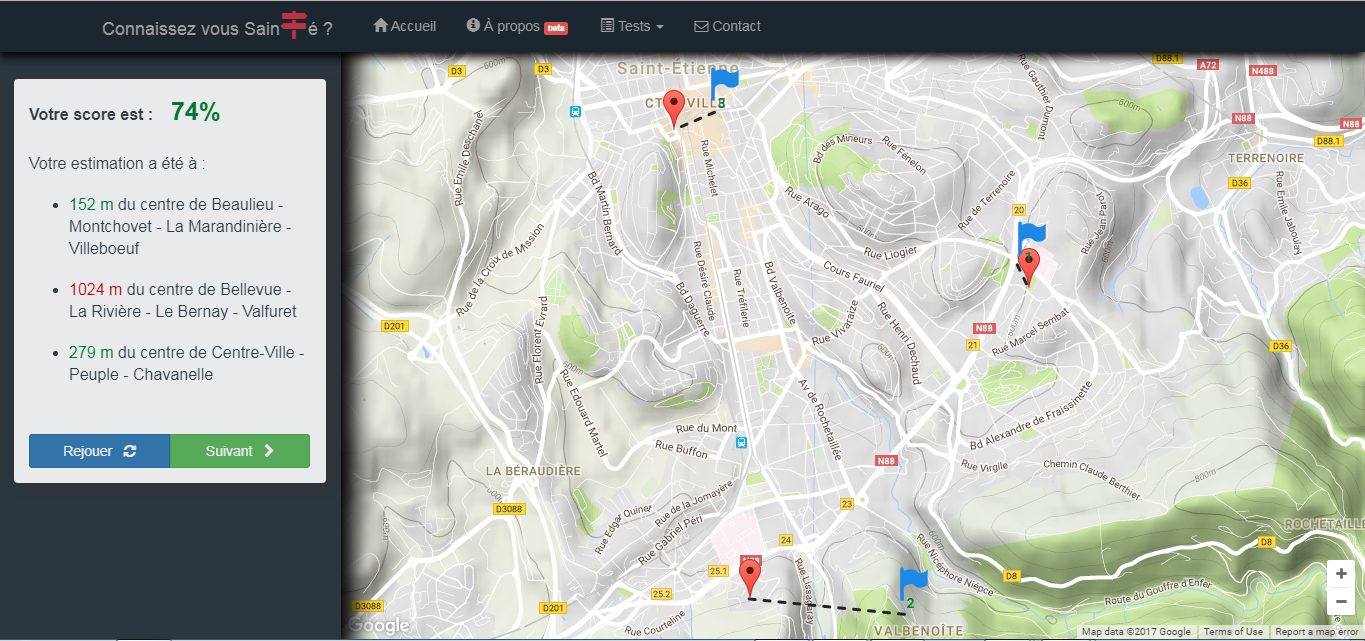 Connaissez vous Sain é ?
Accueil
À propos beta
Tests
Contact
Votre score est : 74%
Votre estimation a été à :
152 m du centre de Beaulieu -
Montchovet - La Marandinière -
Villeboeuf
1024 m du centre de Bellevue -
La Rivière - Le Bernay - Valfuret
279 m du centre de Centre-Ville -
Peuple - Chavanelle
Rejouer
Suivant
D3
D3
Saint-Étienne
3
D88.1
A72
N488
N88
N88
D88.1
TERRENOIRE
D36
Rue Gauthier Dumont
600m
600m
Rue Emile Deschanel
Rue Michelet
Bd des Mineurs
Rue Fénelon
Rue Arago
Rue de Terrenoire
20
Rue Jean Parot
Rue Emile Jaboulay
Bd Martin Bernard
Rue de la Croix de Mission
Rue Désiré Claude
Rue Tréfilerie
Bd Valbenoîte
Rue Liogier
Cours Fauriel
Bd Daguerre
Rue Vivaraize
Rue Henri Dechaud
N88
21
600m
Rue Marcel Sembat
D201
D36
Rue Florent Evrard
500m
Rue Edouard Martel
Av de Rochetaillée
Bd Alexandre de Fraissinette
Rue du Mont
Rue Buffon
N88
Rue Virgile
Chemin Claude Berthier
800m
LA BÉRAUDIÈRE
D3088
Rue de la Jomayère
Rue Edgar Quinet
Rue Gabriel Péri
23
24
600m
ROCHETAILLÉE
D8
25.1
25.2
Rue Lissagaray
Rue Nicéphore Niépce
2
D8
Route du Gouffre d'Enfer
D3088
D201
Rue Courteline
VALBENOÎTE
+
−
Google
Map data ©2017 Google
Terms of Use
Report a map error